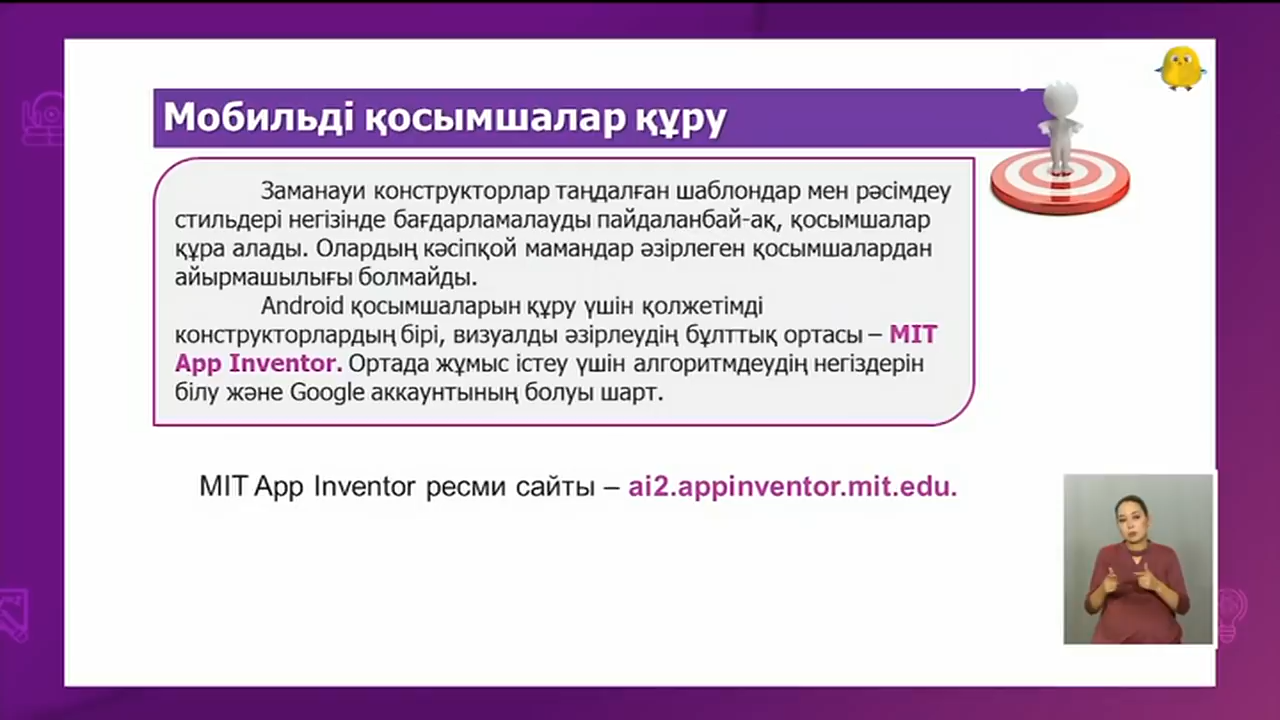 Мобильді қосымшалар құру
Заманауи конструкторлар таңдалған шаблондар мен рәсімдеу
стильдері негізінде бағдарламалауды пайдаланбай-ақ, қосымшалар
құра алады. Олардың кәсіпқой мамандар әзірлеген қосымшалардан
айырмашылығы болмайды.
Android қосымшаларын құру үшін қолжетімді
конструкторлардың бірі, визуалды әзірлеудің бұлттық ортасы – MIT
App Inventor. Ортада жұмыс істеу үшін алгоритмдеудің негіздерін
білу және Google аккаунтының болуы шарт.
MIT App Inventor ресми сайты – ai2.appinventor.mit.edu.